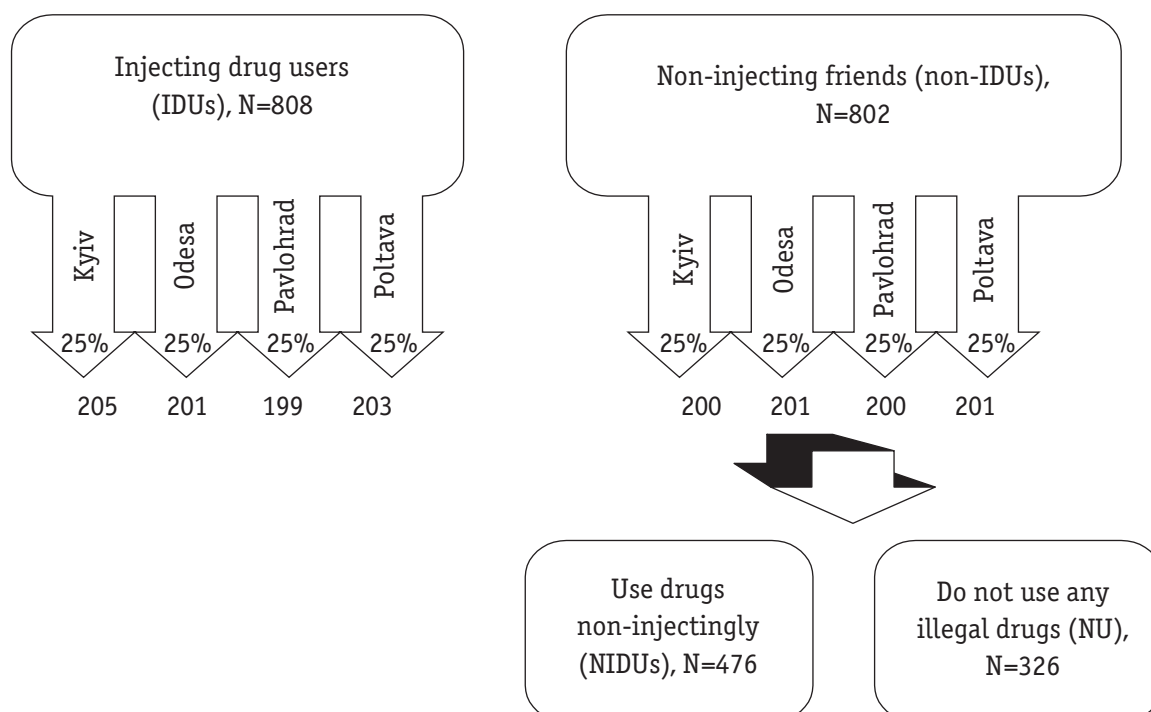 Injecting drug users
(IDUs), N=808
Non-injecting friends (non-IDUs),
N=802
Kyiv
Odesa
Pavlohrad
Poltava
Kyiv
Odesa
Pavlohrad
Poltava
25% 25% 25% 25%
25% 25% 25% 25%
205 201 199 203
200 201 200 201
Use drugs
non-injectingly
(NIDUs), N=476
Do not use any
illegal drugs (NU),
N=326